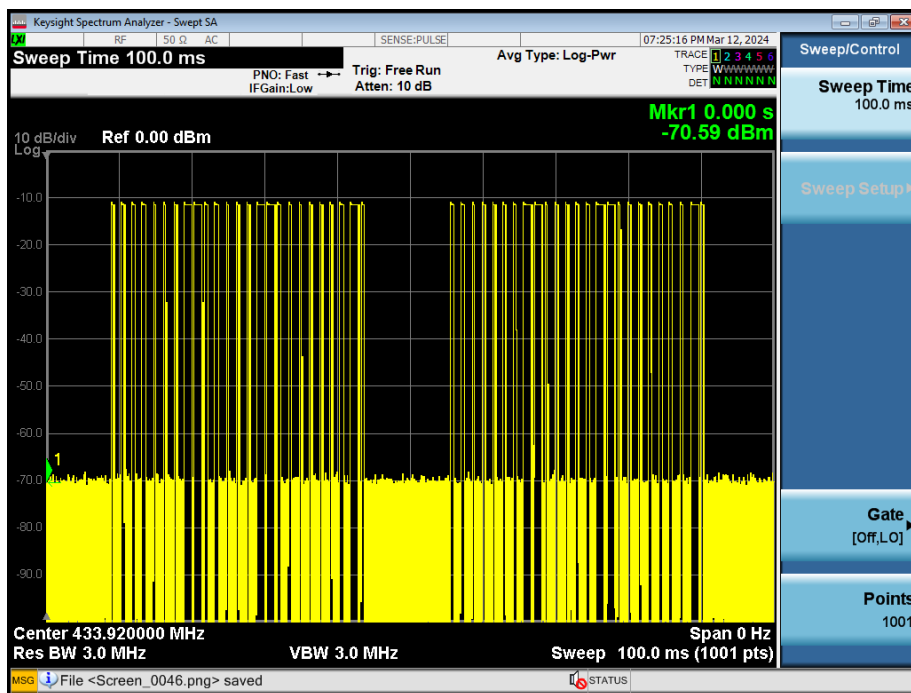 Keysight Spectrum Analyzer - Swept SA
LXI RF 50 Ω AC SENSE:PULSE 07:25:16 PM Mar 12, 2024
Sweep Time 100.0 ms
PNO: Fast
IFGain:Low
Trig: Free Run
Atten: 10 dB
Avg Type: Log-Pwr
TRACE 1 2 3 4 5 6
TYPE WWWWWW
DET N N N N N N
Mkr1 0.000 s
-70.59 dBm
10 dB/div Ref 0.00 dBm
Log
-10.0
-20.0
-30.0
-40.0
-50.0
-60.0
1
-70.0
-80.0
-90.0
Center 433.920000 MHz Span 0 Hz
Res BW 3.0 MHz VBW 3.0 MHz Sweep 100.0 ms (1001 pts)
MSG File <Screen_0046.png> saved STATUS
Sweep/Control
Sweep Time
100.0 ms
Sweep Setup
Gate
[Off,LO]
Points
1001